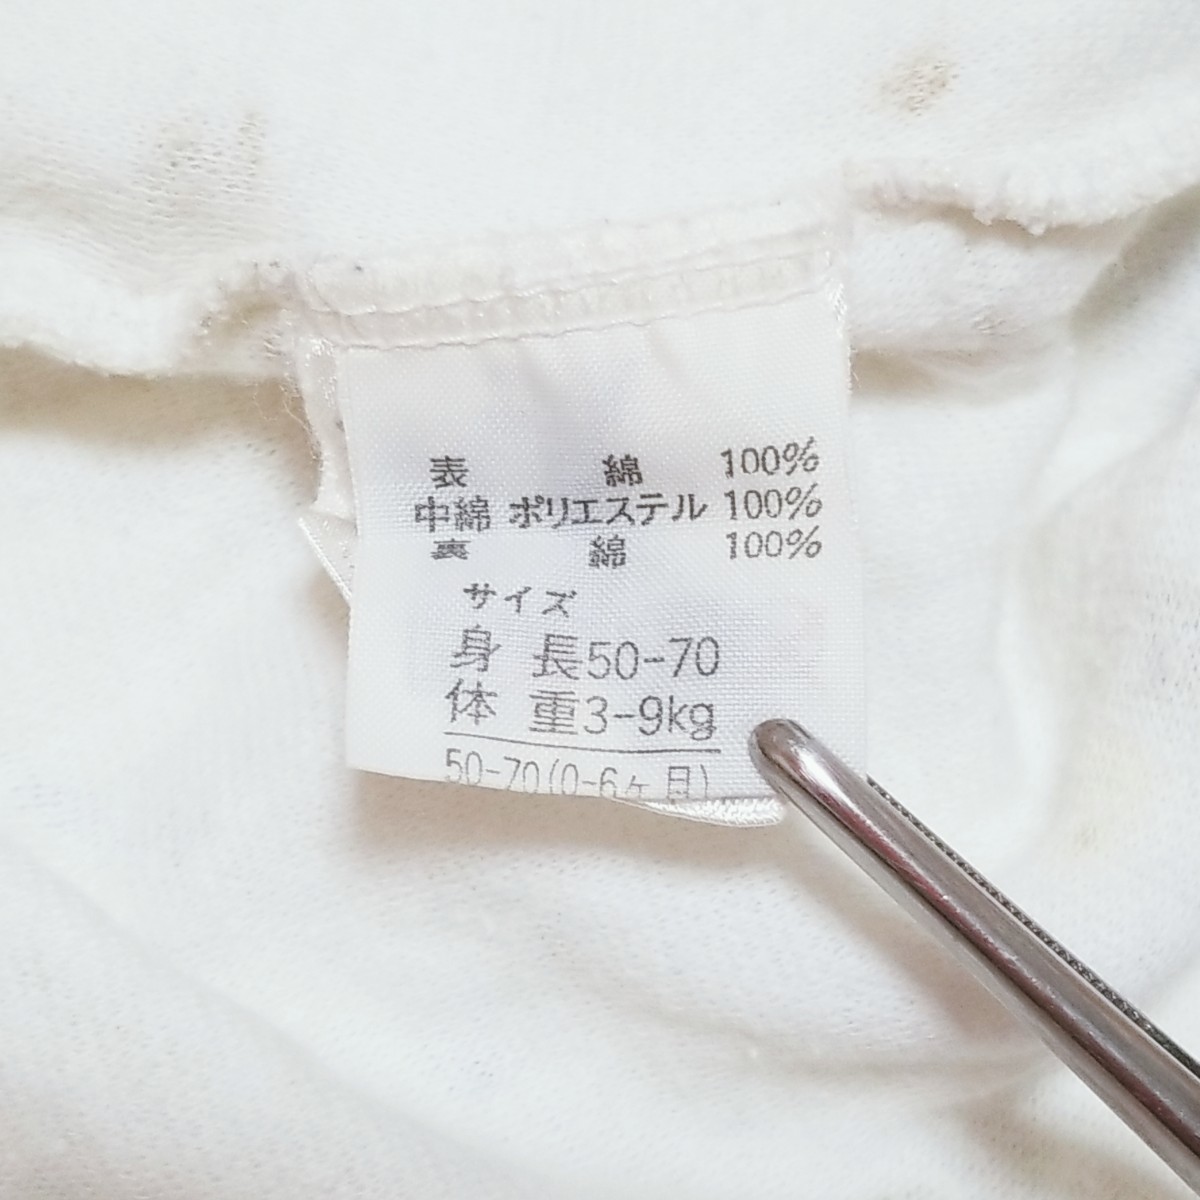 表 綿 100%
中綿 ポリエステル 100%
裏 綿 100%
サイズ
身 長50-70
体 重3-9kg
50-70(0-6ヶ月)